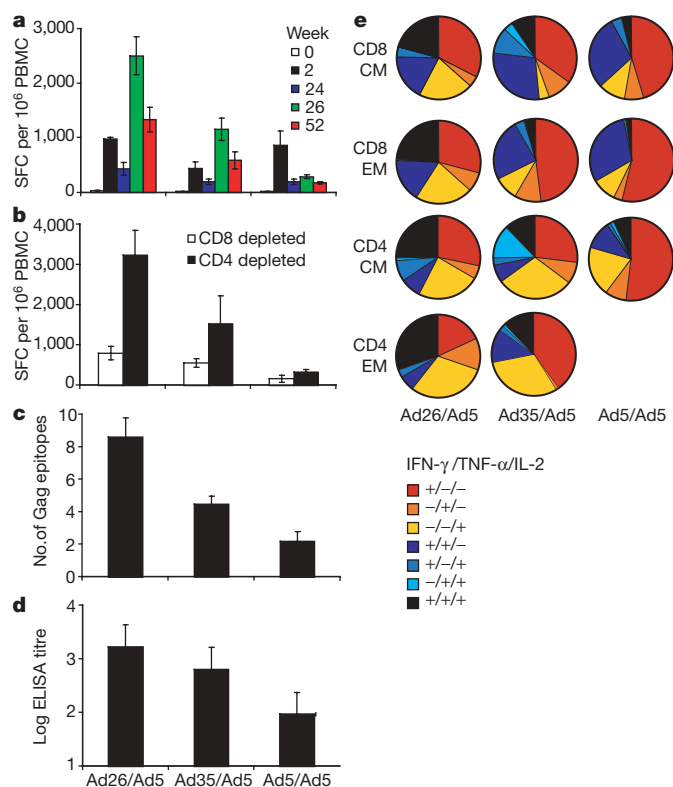 a
SFC per 10⁶ PBMC
3,000
2,000
1,000
0
Week
0
2
24
26
52
b
SFC per 10⁶ PBMC
4,000
3,000
2,000
1,000
0
CD8 depleted
CD4 depleted
c
No.of Gag epitopes
10
8
6
4
2
0
d
Log ELISA titre
4
3
2
1
Ad26/Ad5 Ad35/Ad5 Ad5/Ad5
e
CD8
CM
CD8
EM
CD4
CM
CD4
EM
Ad26/Ad5 Ad35/Ad5 Ad5/Ad5
IFN-γ/TNF-α/IL-2
+/–/–
–/+/–
–/–/+
+/+/–
+/–/+
–/+/+
+/+/+